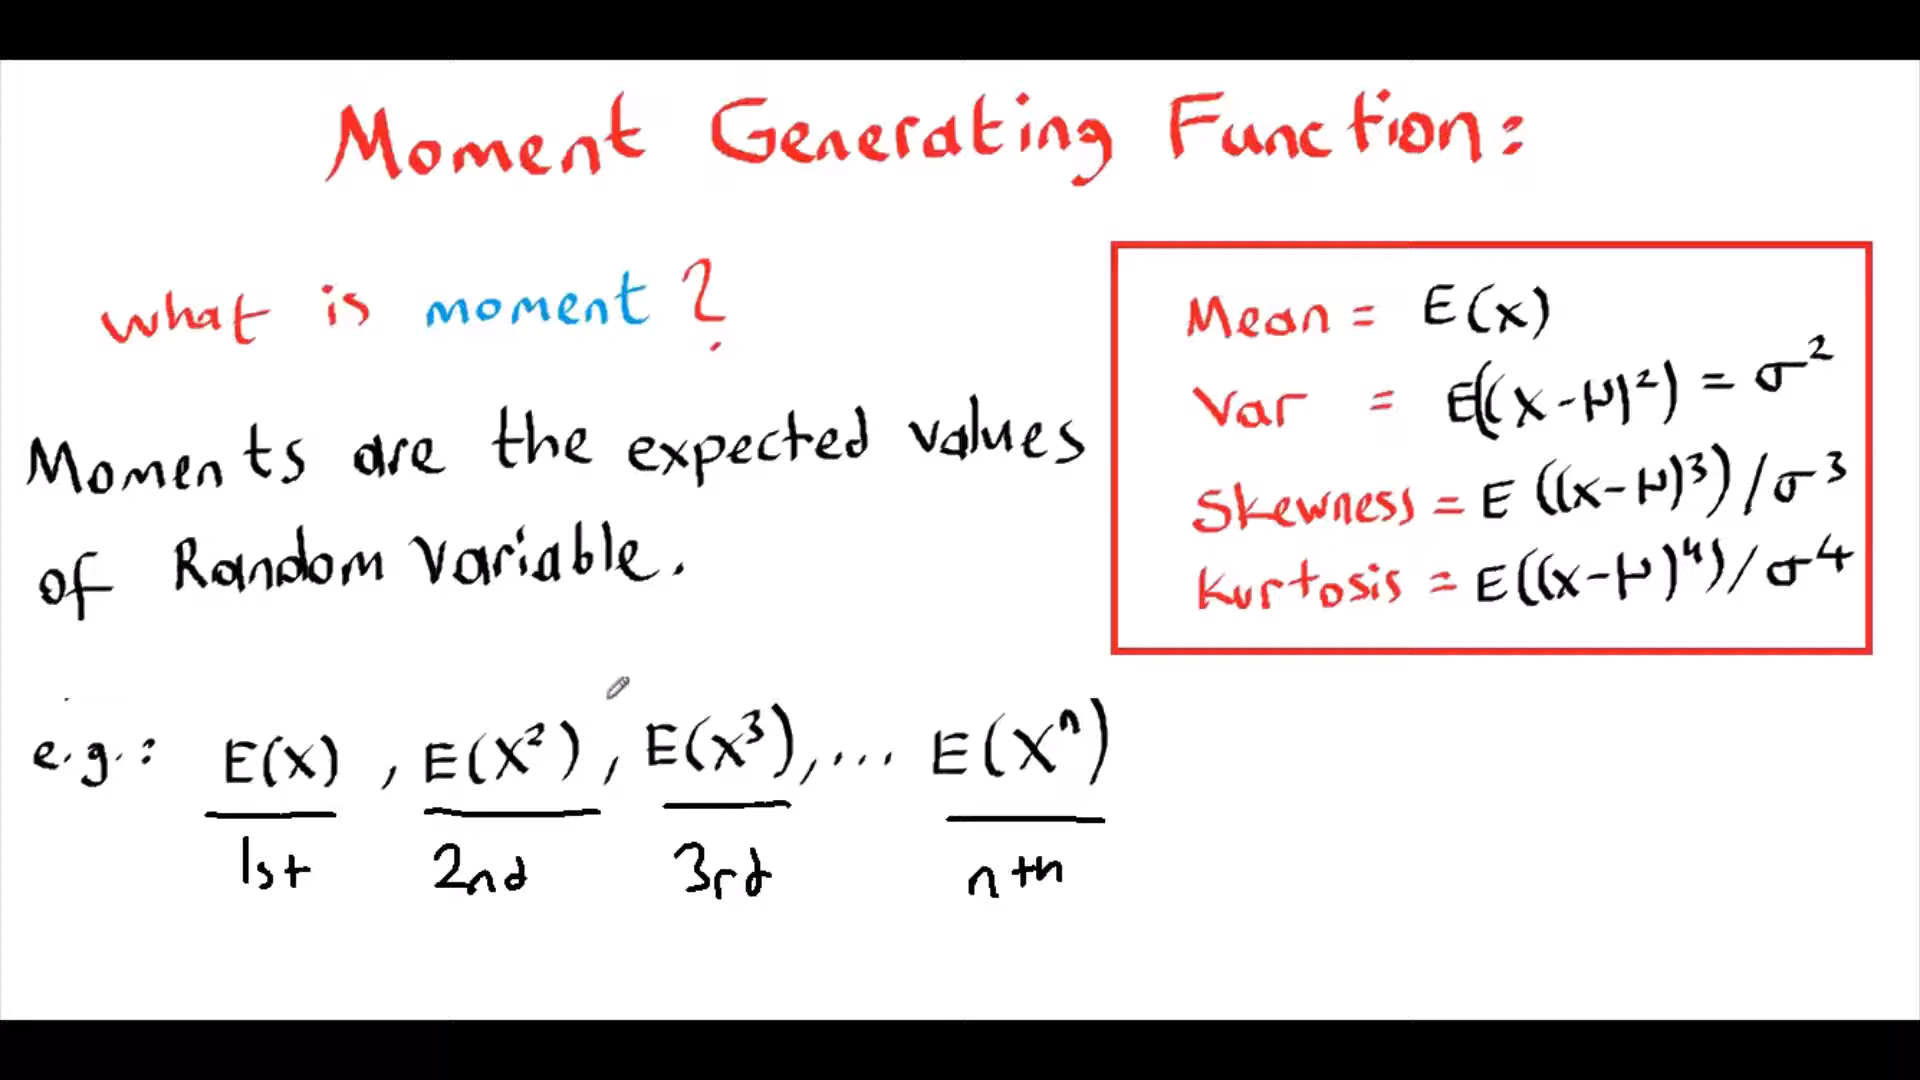 Moment Generating Function:
what is moment?
Moments are the expected values
of Random Variable.
Mean = E(x)
Var = E((x-μ)²) = σ²
Skewness = E((x-μ)³)/σ³
Kurtosis = E((x-μ)⁴)/σ⁴
e.g.: E(X), E(X²), E(X³), ... E(Xⁿ)
1st 2nd 3rd nth